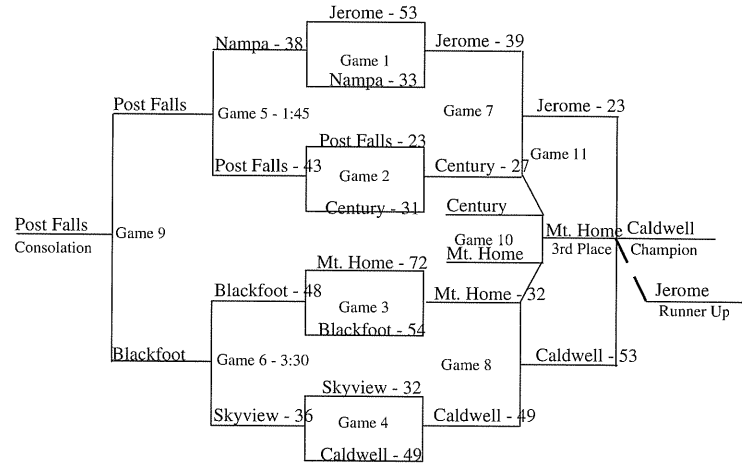 Jerome - 53
Nampa - 38
Game 1
Jerome - 39
Nampa - 33
Post Falls
Game 5 - 1:45
Game 7
Jerome - 23
Post Falls - 23
Post Falls - 43
Game 2
Century - 27
Game 11
Century - 31
Century
Post Falls
Consolation
Game 9
Game 10
Mt. Home
Mt. Home
3rd Place
Caldwell
Champion
Mt. Home - 72
Blackfoot - 48
Game 3
Mt. Home - 32
Jerome
Runner Up
Blackfoot - 54
Blackfoot
Game 6 - 3:30
Game 8
Caldwell - 53
Skyview - 32
Skyview - 36
Game 4
Caldwell - 49
Caldwell - 49